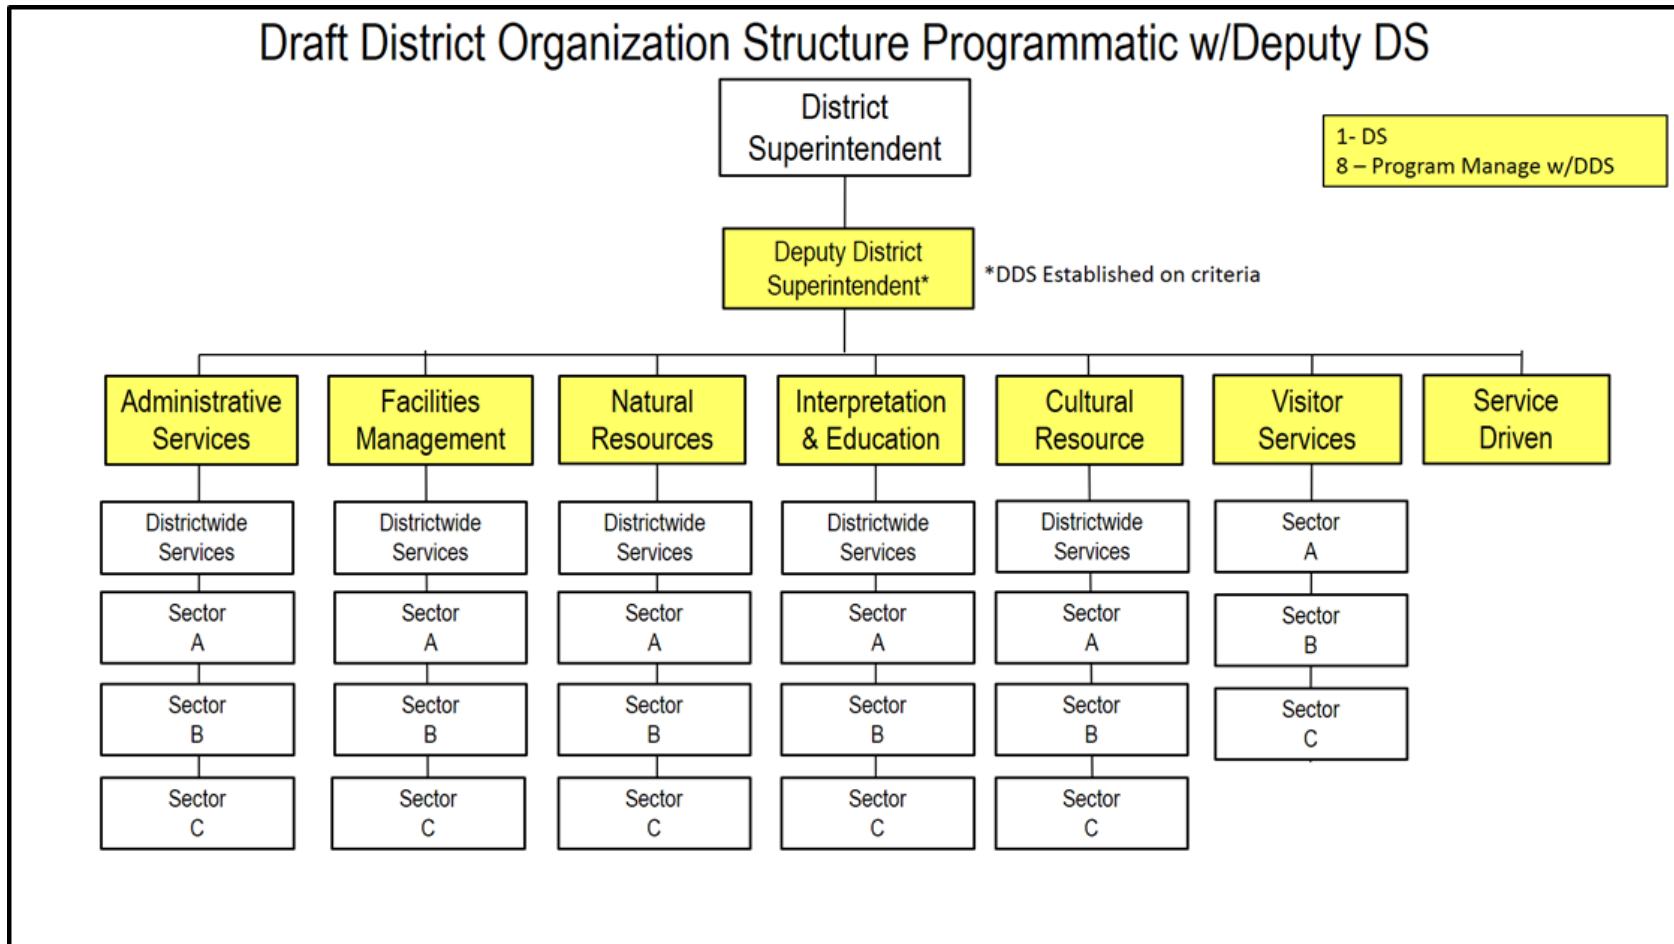 Draft District Organization Structure Programmatic w/Deputy DS
District
Superintendent
1- DS
8 – Program Manage w/DDS
Deputy District
Superintendent*
*DDS Established on criteria
Administrative
Services
Facilities
Management
Natural
Resources
Interpretation
& Education
Cultural
Resource
Visitor
Services
Service
Driven
Districtwide
Services
Districtwide
Services
Districtwide
Services
Districtwide
Services
Districtwide
Services
Sector
A
Sector
A
Sector
A
Sector
A
Sector
A
Sector
A
Sector
B
Sector
B
Sector
B
Sector
B
Sector
B
Sector
B
Sector
C
Sector
C
Sector
C
Sector
C
Sector
C
Sector
C